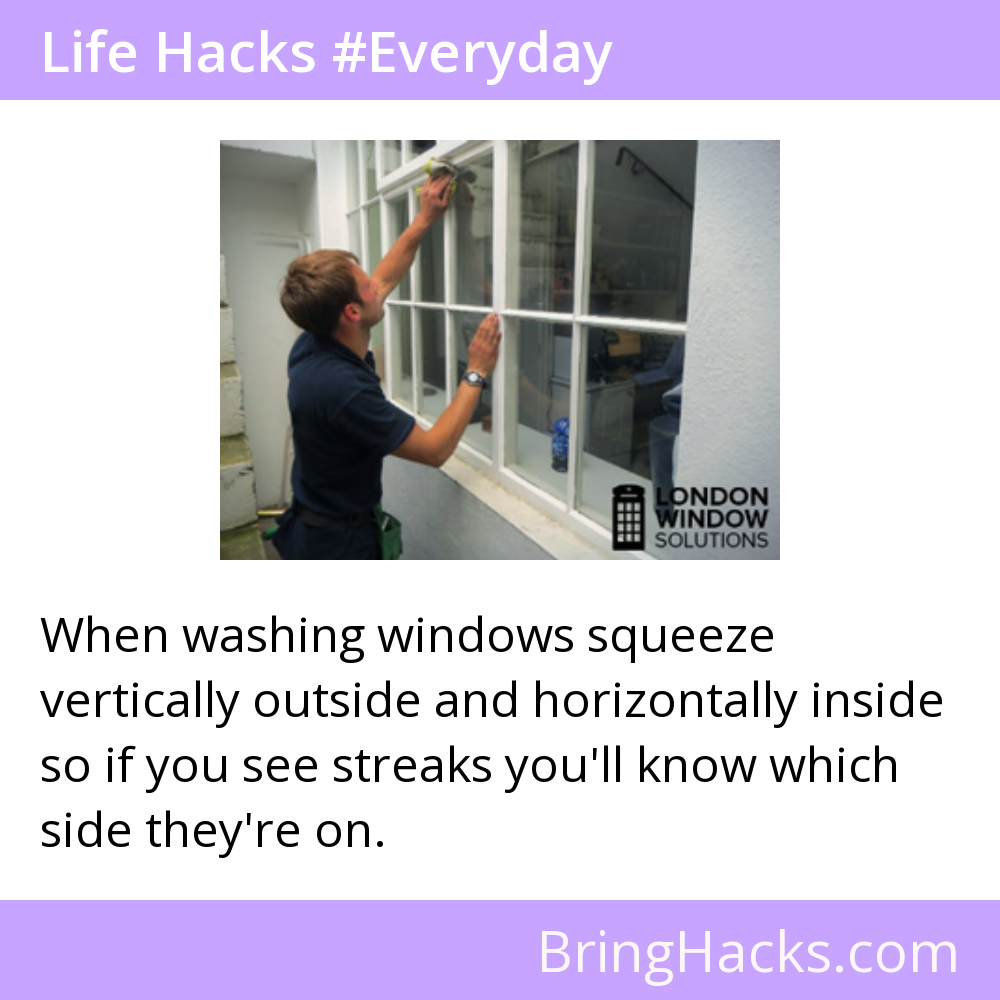 Life Hacks #Everyday
LONDON
WINDOW
SOLUTIONS
When washing windows squeeze
vertically outside and horizontally inside
so if you see streaks you'll know which
side they're on.
BringHacks.com